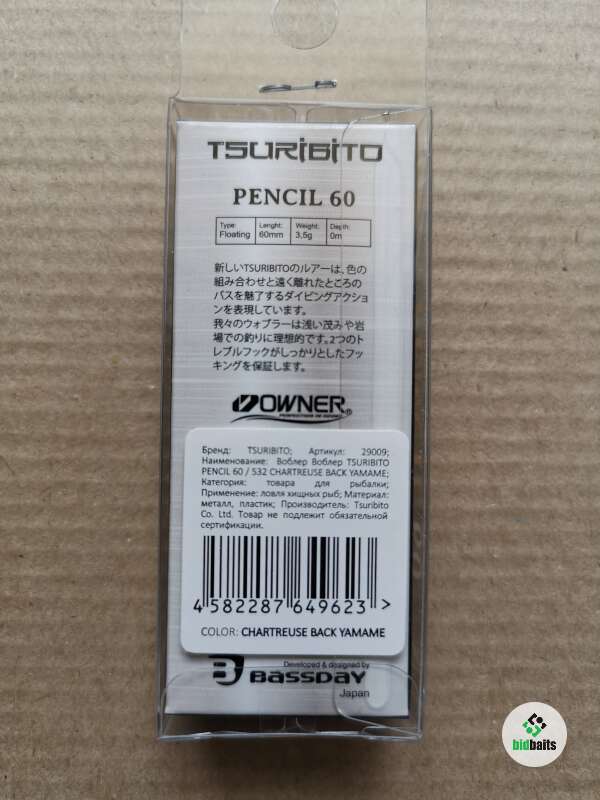 TSURIBITO
PENCIL 60
Type: Lenght: Weight: Depth:
Floating 60mm 3,5g 0m
新しいTSURIBITOのルアーは、色の
組み合わせと遠く離れたところの
バスを魅了するダイビングアクショ
ンを表現しています。
我々のウォブラーは浅い茂みや岩
場での釣りに理想的です。2つのト
レブルフックがしっかりとしたフッ
キングを保証します。
OWNER®
Бренд: TSURIBITO; Артикул: 29009;
Наименование: Воблер Воблер TSURIBITO
PENCIL 60 / 532 CHARTREUSE BACK YAMAME;
Категория: товара для рыбалки;
Применение: ловля хищных рыб; Материал:
металл, пластик; Производитель: Tsuribito
Co. Ltd. Товар не подлежит обязательной
сертификации.
4 582287 649623 >
COLOR: CHARTREUSE BACK YAMAME
Developed & designed by
BASSDAY
Japan
bidbaits